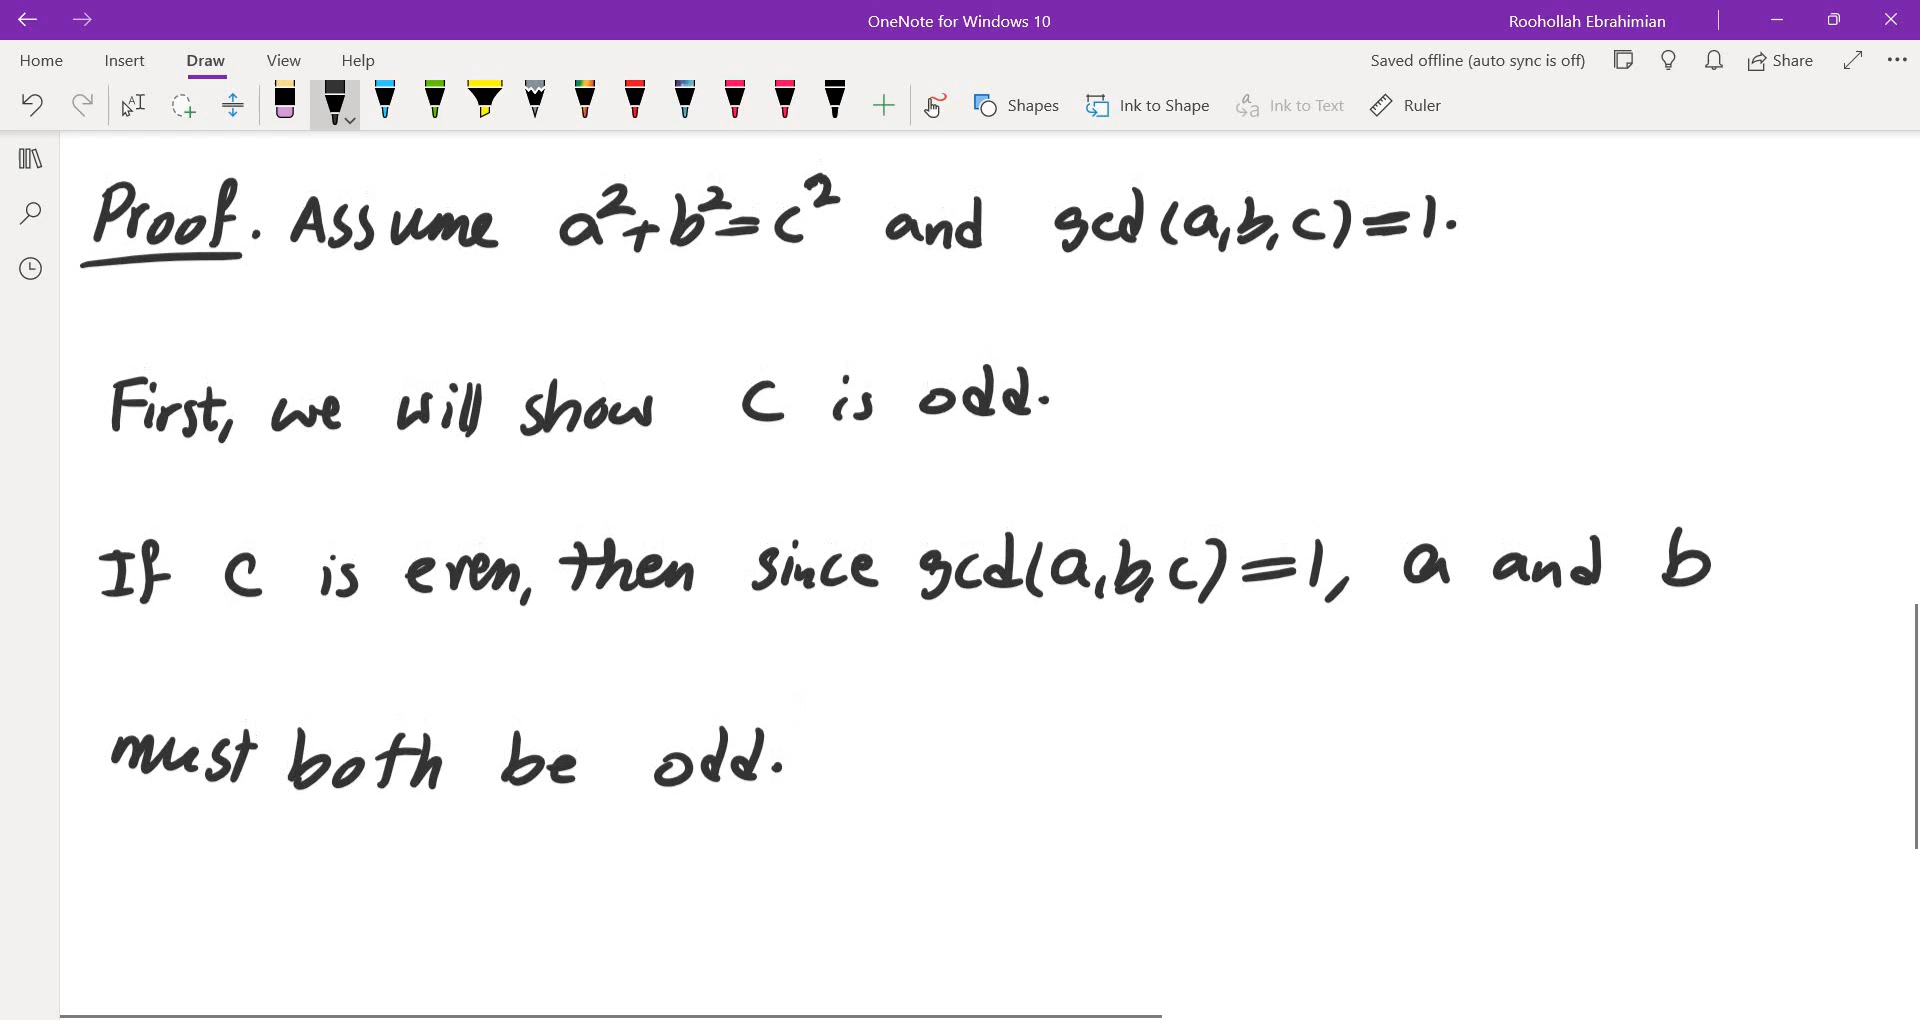 OneNote for Windows 10
Roohollah Ebrahimian
Home Insert Draw View Help
Saved offline (auto sync is off) Share
Shapes Ink to Shape Ink to Text Ruler
Proof. Assume a²+b²=c² and gcd(a,b,c)=1.
First, we will show c is odd.
If c is even, then since gcd(a,b,c)=1, a and b
must both be odd.